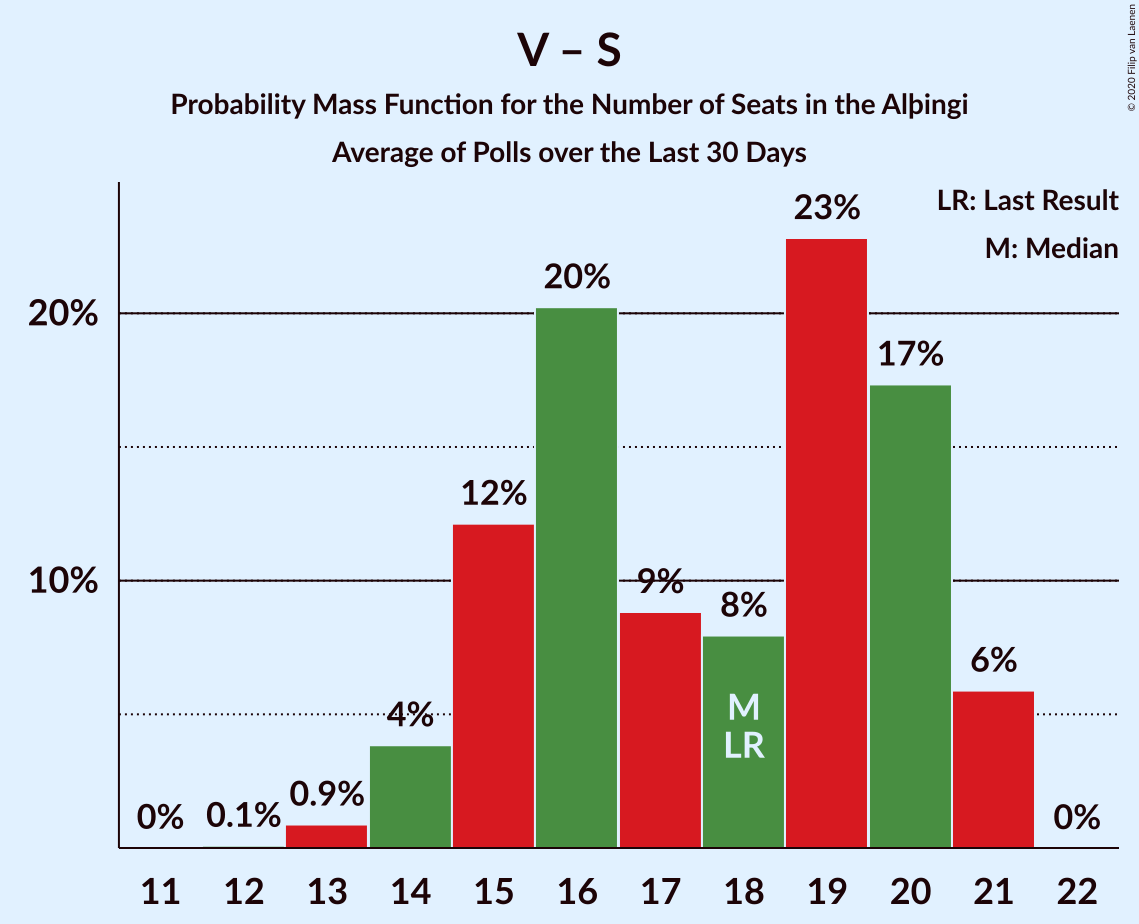 V – S
Probability Mass Function for the Number of Seats in the Alþingi
Average of Polls over the Last 30 Days
© 2020 Filip van Laenen
LR: Last Result
M: Median
20%
10%
0%
0.1%
0.9%
4%
12%
20%
9%
8%
23%
17%
6%
0%
M
LR
11 12 13 14 15 16 17 18 19 20 21 22